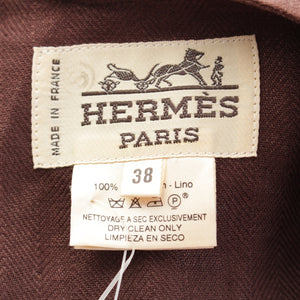 MADE IN FRANCE
HERMÈS
PARIS
38
100% - Lino
P
NETTOYAGE A SEC EXCLUSIVEMENT
DRY CLEAN ONLY
LIMPIEZA EN SECO